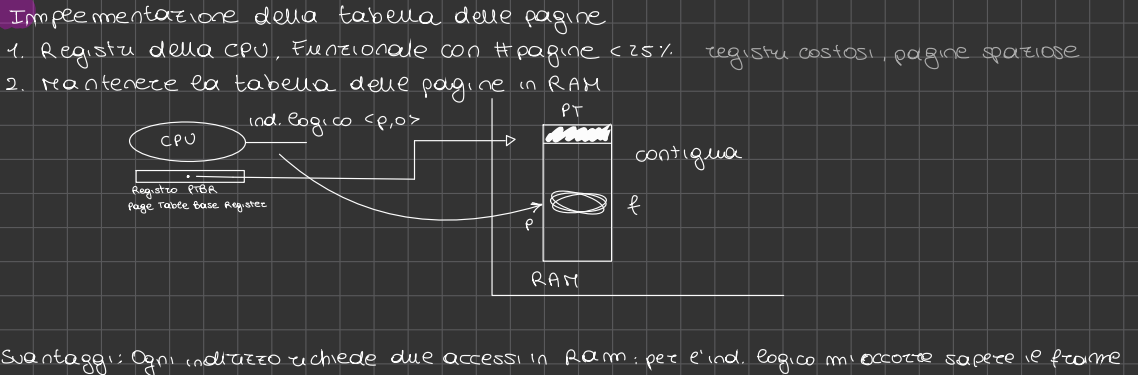 Implementazione della tabella delle pagine
1. Registri della CPU, Funzionale con #pagine < 25% registri costosi, pagine spaziose
2. Mantenere la tabella delle pagine in RAM
PT
ind. logico <p,o>
CPU
contigua
Registro PTBR
Page Table Base Register
f
p
RAM
Svantaggi: Ogni indirizzo richiede due accessi in Ram: per l'ind. logico mi occorre sapere il frame